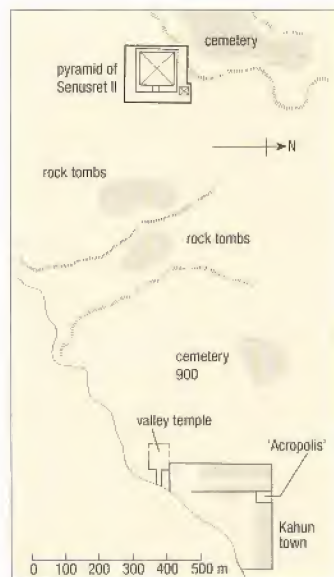 cemetery
pyramid of
Senusret II
N
rock tombs
rock tombs
cemetery
900
valley temple
'Acropolis'
Kahun
town
0 100 200 300 400 500 m